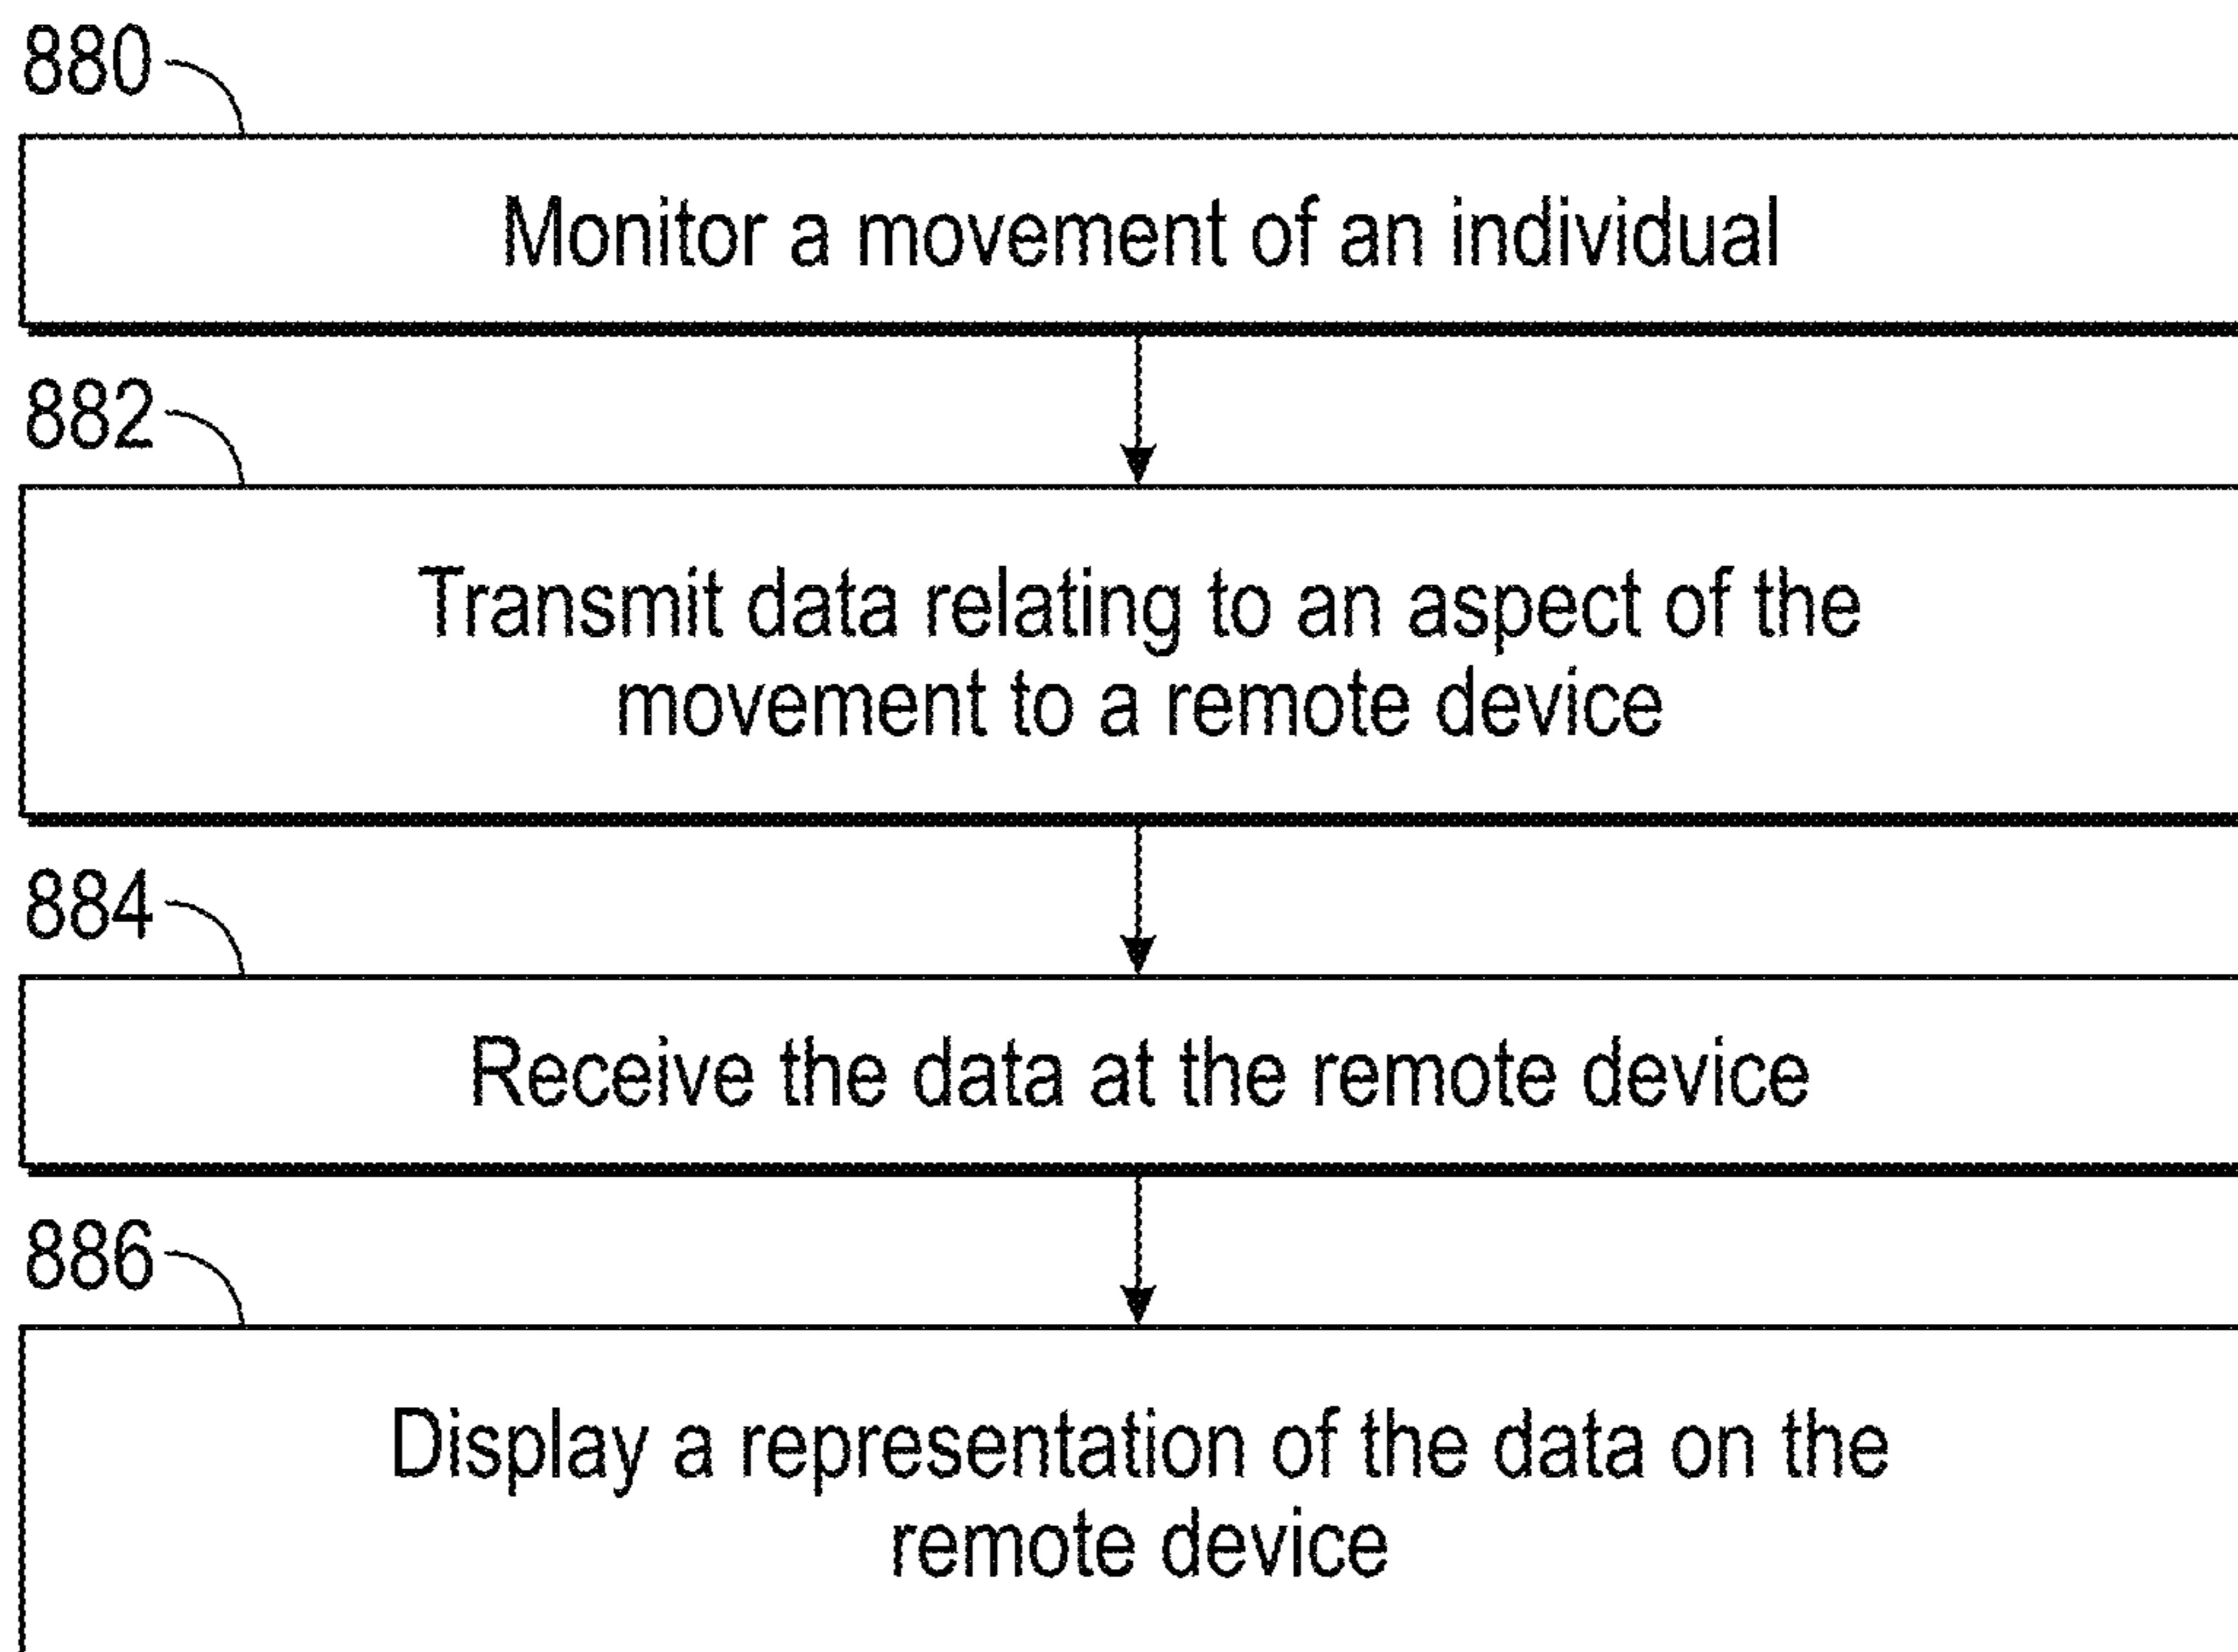 880
Monitor a movement of an individual
882
Transmit data relating to an aspect of the
movement to a remote device
884
Receive the data at the remote device
886
Display a representation of the data on the
remote device